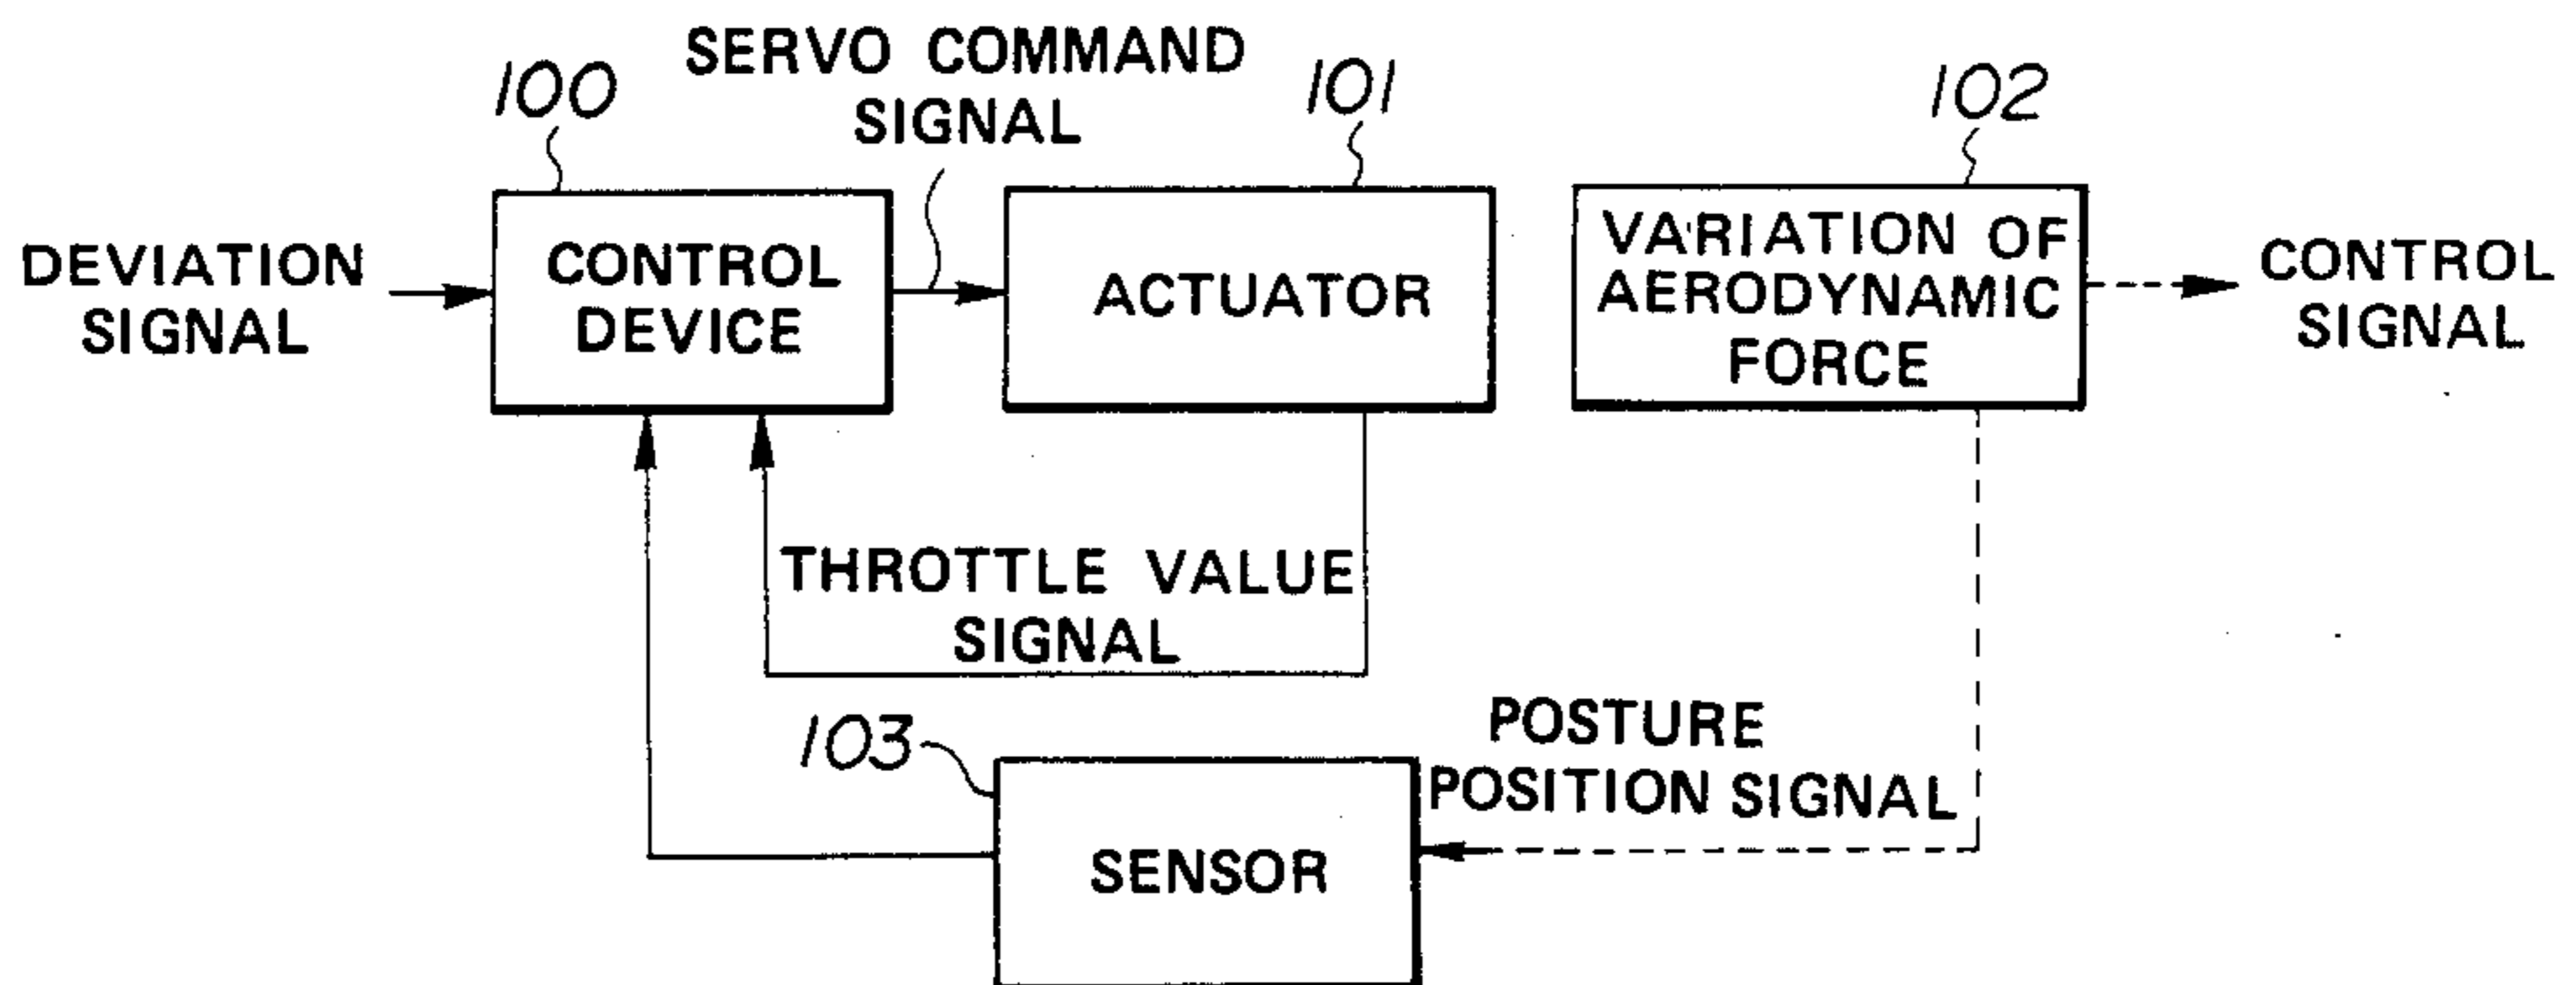 SERVO COMMAND
SIGNAL
100
101
102
DEVIATION
SIGNAL
CONTROL
DEVICE
ACTUATOR
VARIATION OF
AERODYNAMIC
FORCE
CONTROL
SIGNAL
THROTTLE VALUE
SIGNAL
103
POSTURE
POSITION SIGNAL
SENSOR